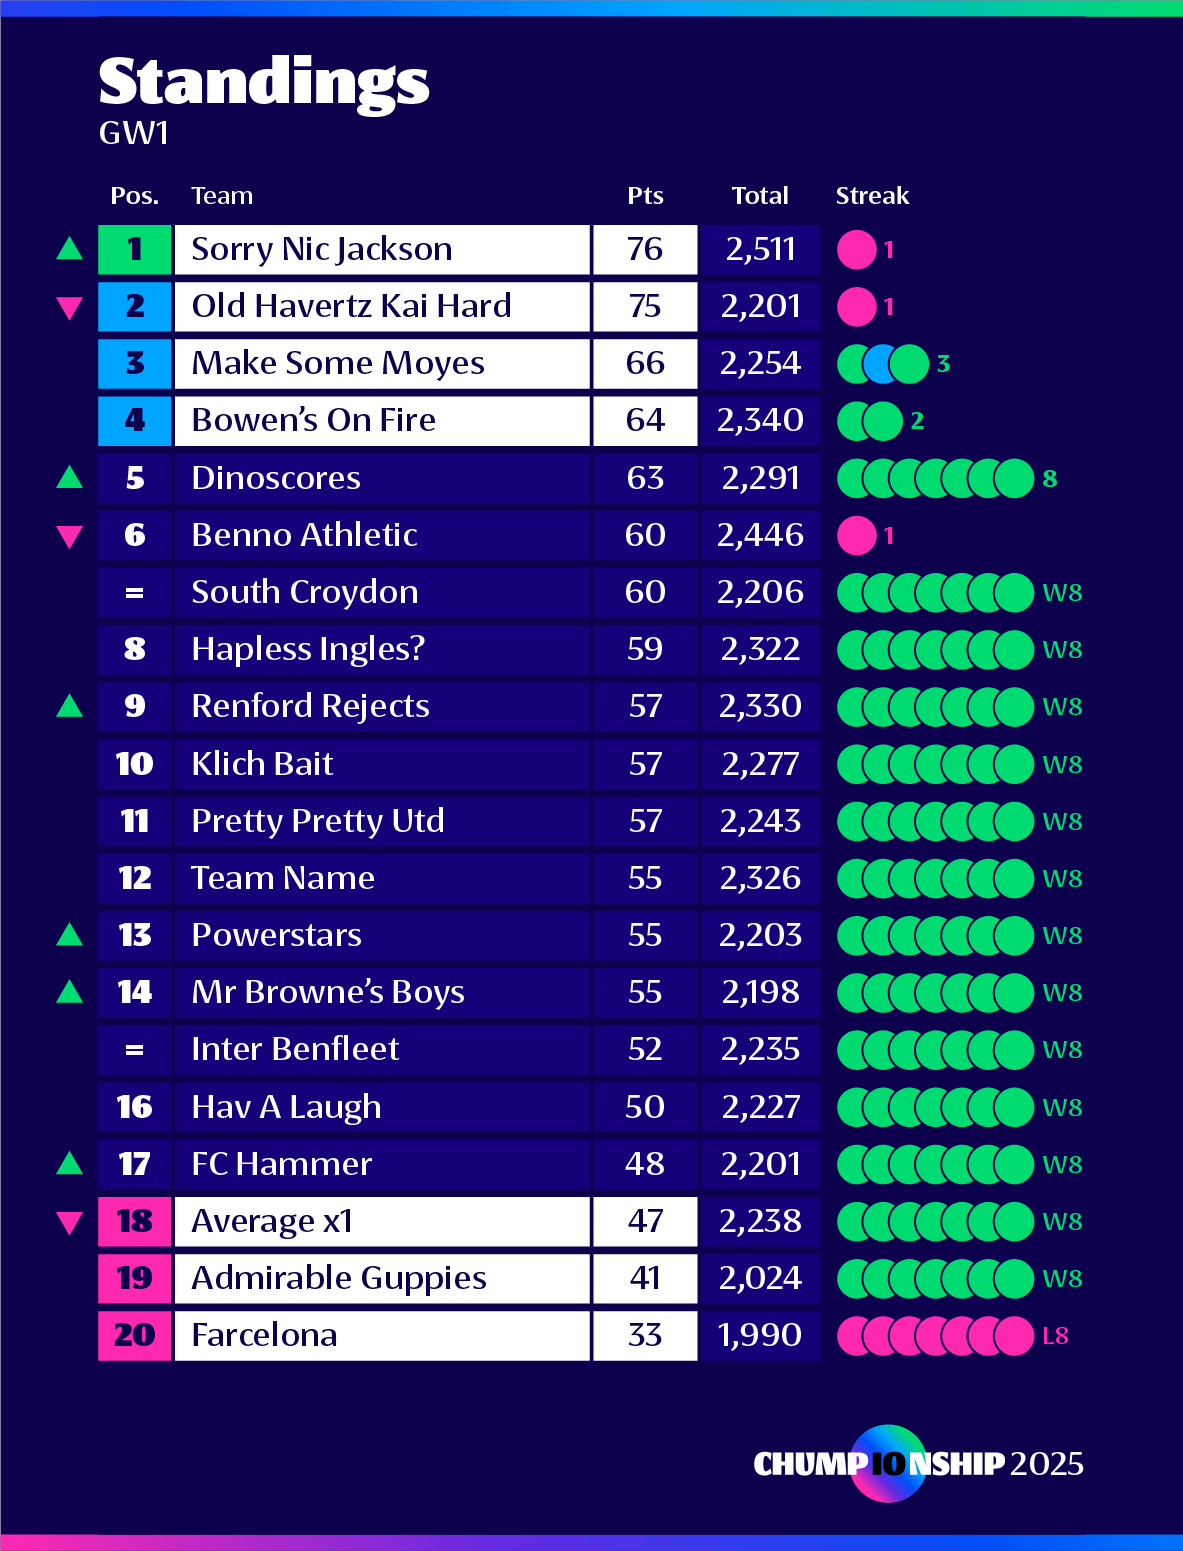 Standings
GW1
Pos. Team Pts Total Streak
1 Sorry Nic Jackson 76 2,511 1
2 Old Havertz Kai Hard 75 2,201 1
3 Make Some Moyes 66 2,254 3
4 Bowen’s On Fire 64 2,340 2
5 Dinoscores 63 2,291 8
6 Benno Athletic 60 2,446 1
= South Croydon 60 2,206 W8
8 Hapless Ingles? 59 2,322 W8
9 Renford Rejects 57 2,330 W8
10 Klich Bait 57 2,277 W8
11 Pretty Pretty Utd 57 2,243 W8
12 Team Name 55 2,326 W8
13 Powerstars 55 2,203 W8
14 Mr Browne’s Boys 55 2,198 W8
= Inter Benfleet 52 2,235 W8
16 Hav A Laugh 50 2,227 W8
17 FC Hammer 48 2,201 W8
18 Average x1 47 2,238 W8
19 Admirable Guppies 41 2,024 W8
20 Farcelona 33 1,990 L8
CHUMP10NSHIP 2025